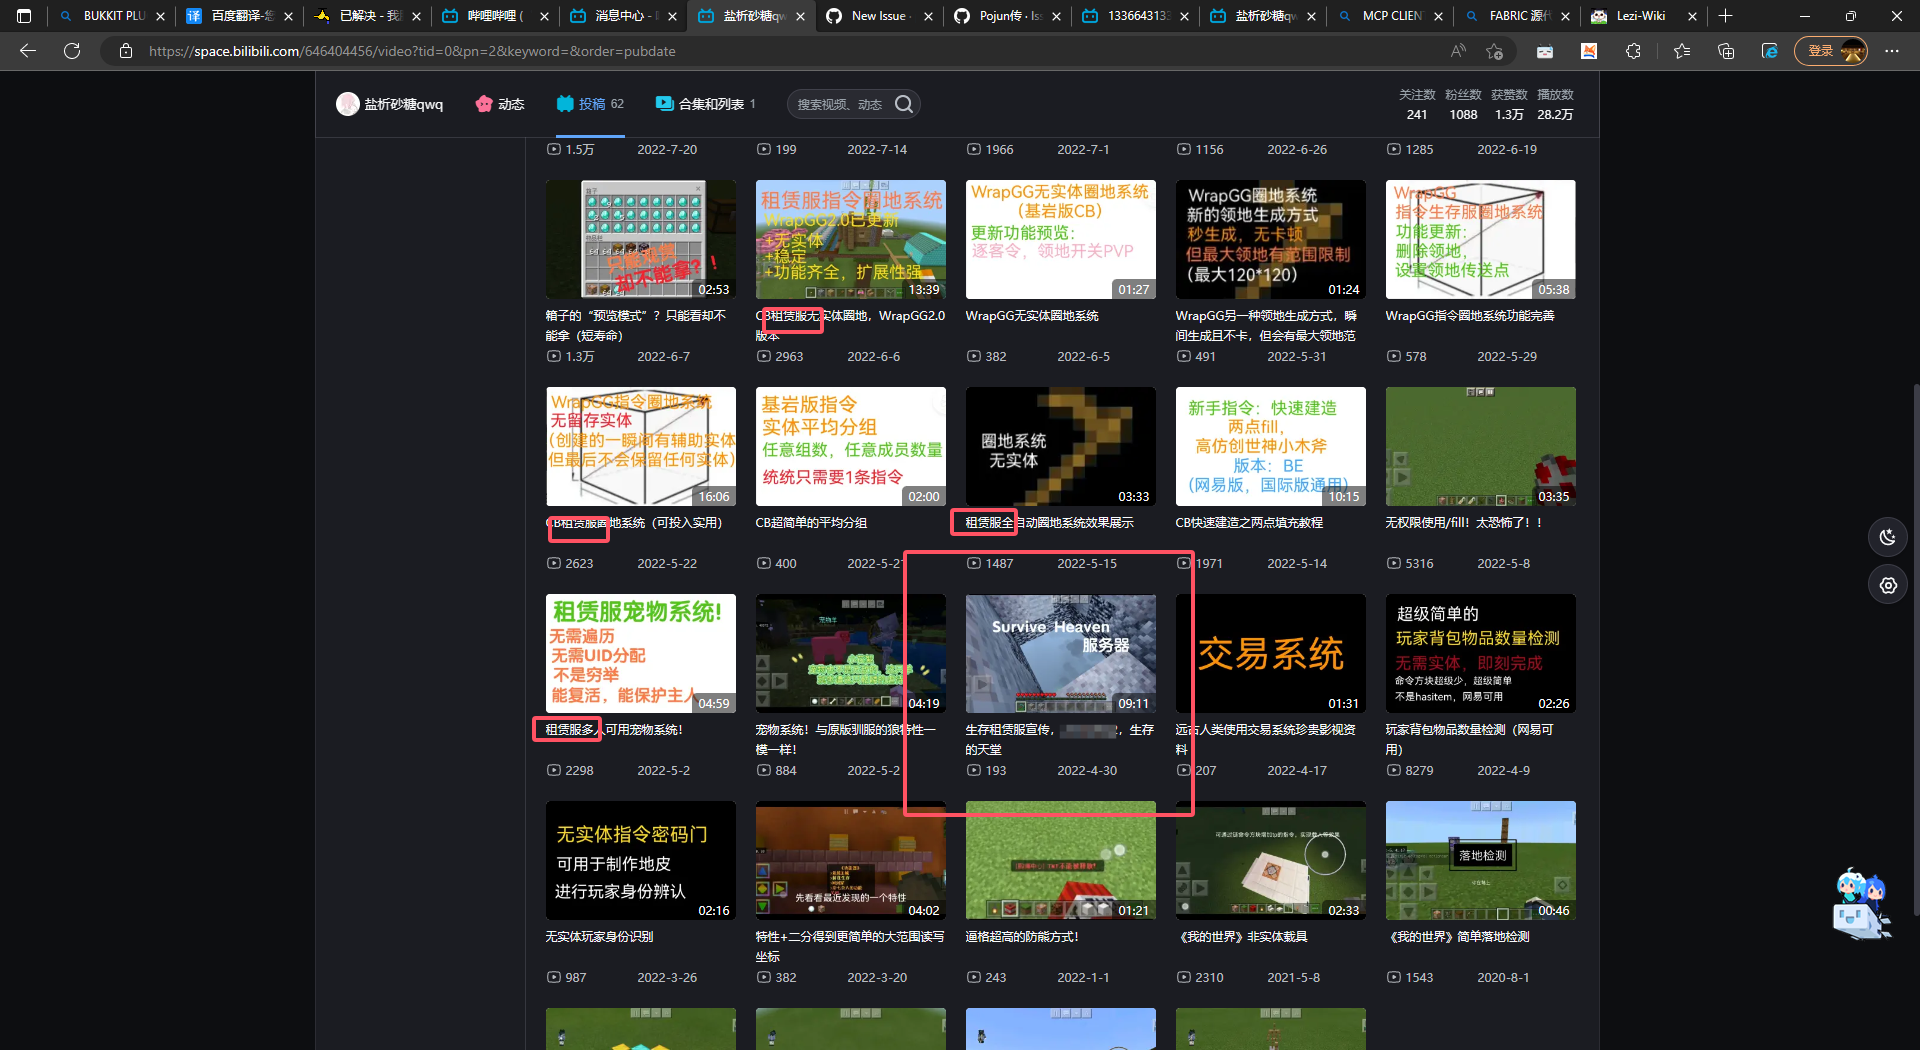 BUKKIT PLU
百度翻译-您
已解决 - 我
哔哩哔哩 (
消息中心 -
盐析砂糖qw
New Issue ·
Pojun传 · Iss
1336643133
盐析砂糖qw
MCP CLIEN
FABRIC 源代
Lezi-Wiki
https://space.bilibili.com/646404456/video?tid=0&pn=2&keyword=&order=pubdate
登录
盐析砂糖qwq
动态
投稿 62
合集和列表 1
搜索视频、动态
关注数 粉丝数 获赞数 播放数
241 1088 1.3万 28.2万
1.5万 2022-7-20
199 2022-7-14
1966 2022-7-1
1156 2022-6-26
1285 2022-6-19
箱子
只能看换
却不能拿？！
02:53
租赁服指令圈地系统
WrapGG2.0已更新
+无实体
+稳定
+功能齐全，扩展性强
13:39
WrapGG无实体圈地系统
（基岩版CB）
更新功能预览：
逐客令，领地开关PVP
01:27
WrapGG圈地系统
新的领地生成方式
秒生成，无卡顿
但最大领地有范围限制
（最大120*120）
01:24
WrapGG
指令生存服圈地系统
功能更新：
删除领地，
设置领地传送点
05:38
箱子的“预览模式”？只能看却不
能拿（短寿命）
CB租赁服无实体圈地，WrapGG2.0
版本
WrapGG无实体圈地系统
WrapGG另一种领地生成方式，瞬
间生成且不卡，但会有最大领地范
WrapGG指令圈地系统功能完善
1.3万 2022-6-7
2963 2022-6-6
382 2022-6-5
491 2022-5-31
578 2022-5-29
WrapGG指令圈地系统
无留存实体
（创建的一瞬间有辅助实体
但最后不会保留任何实体）
16:06
基岩版指令
实体平均分组
任意组数，任意成员数量
统统只需要1条指令
02:00
圈地系统
无实体
03:33
新手指令：快速建造
两点fill，
高仿创世神小木斧
版本：BE
(网易版，国际版通用)
10:15
03:35
CB租赁服圈地系统（可投入实用）
CB超简单的平均分组
租赁服全自动圈地系统效果展示
CB快速建造之两点填充教程
无权限使用/fill！太恐怖了！！
2623 2022-5-22
400 2022-5-21
1487 2022-5-15
1971 2022-5-14
5316 2022-5-8
租赁服宠物系统!
无需遍历
无需UID分配
不是穷举
能复活，能保护主人
04:59
04:19
Survive Heaven
服务器
09:11
交易系统
01:31
超级简单的
玩家背包物品数量检测
无需实体，即刻完成
命令方块超级少，超级简单
不是hasitem，网易可用
02:26
租赁服多人可用宠物系统！
宠物系统！与原版驯服的狼特性一
模一样！
生存租赁服宣传，
，生存
的天堂
远古人类使用交易系统珍贵影视资
料
玩家背包物品数量检测（网易可
用）
2298 2022-5-2
884 2022-5-2
193 2022-4-30
207 2022-4-17
8279 2022-4-9
无实体指令密码门
可用于制作地皮
进行玩家身份辨认
02:16
先看看最近发现的一个特性
04:02
01:21
02:33
落地检测
00:46
无实体玩家身份识别
特性+二分得到更简单的大范围读写
坐标
逼格超高的防熊方式！
《我的世界》非实体载具
《我的世界》简单落地检测
987 2022-3-26
382 2022-3-20
243 2022-1-1
2310 2021-5-8
1543 2020-8-1